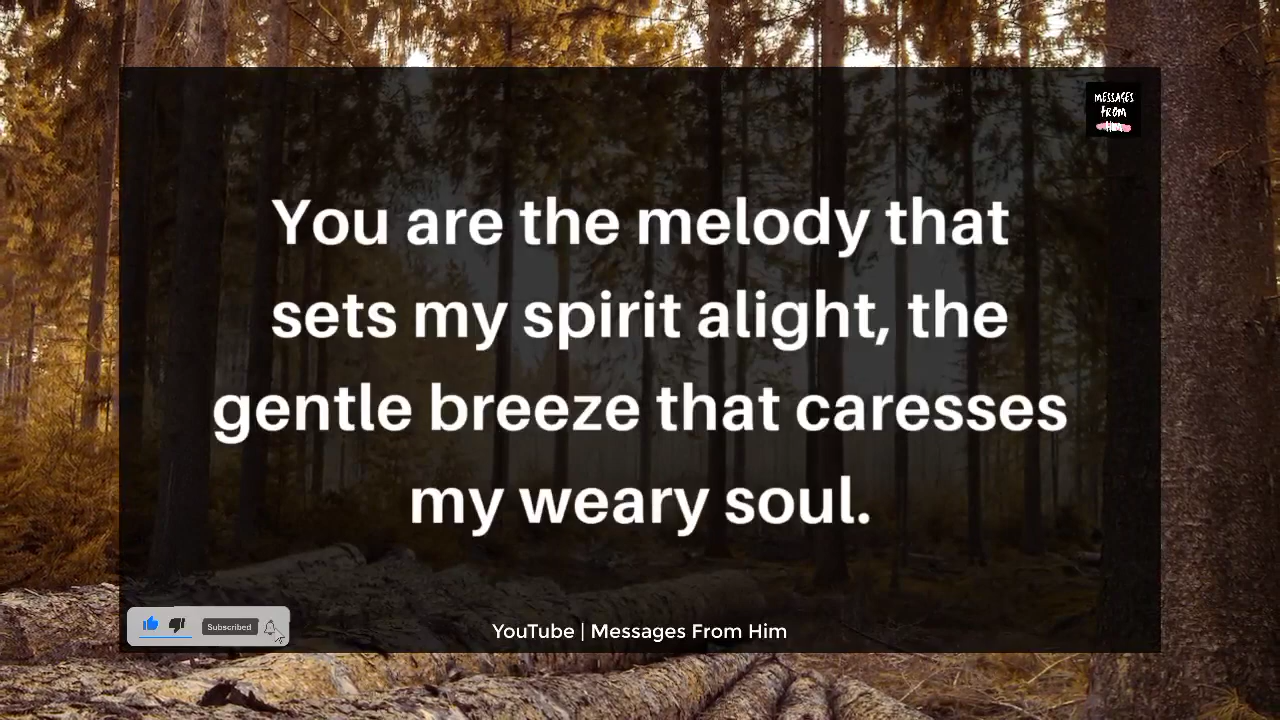 MESSAGES
FROM
HIM
You are the melody that
sets my spirit alight, the
gentle breeze that caresses
my weary soul.
Subscribed
YouTube | Messages From Him